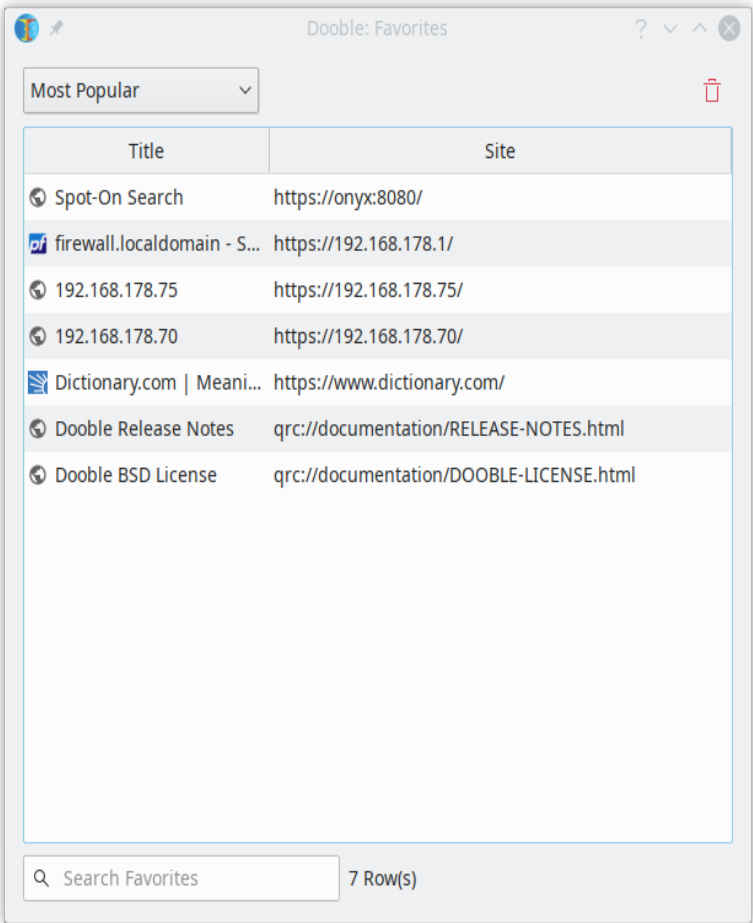 Dooble: Favorites
Most Popular
Title Site
Spot-On Search https://onyx:8080/
pf firewall.localdomain - S... https://192.168.178.1/
192.168.178.75 https://192.168.178.75/
192.168.178.70 https://192.168.178.70/
Dictionary.com | Meani... https://www.dictionary.com/
Dooble Release Notes qrc://documentation/RELEASE-NOTES.html
Dooble BSD License qrc://documentation/DOOBLE-LICENSE.html
Search Favorites 7 Row(s)